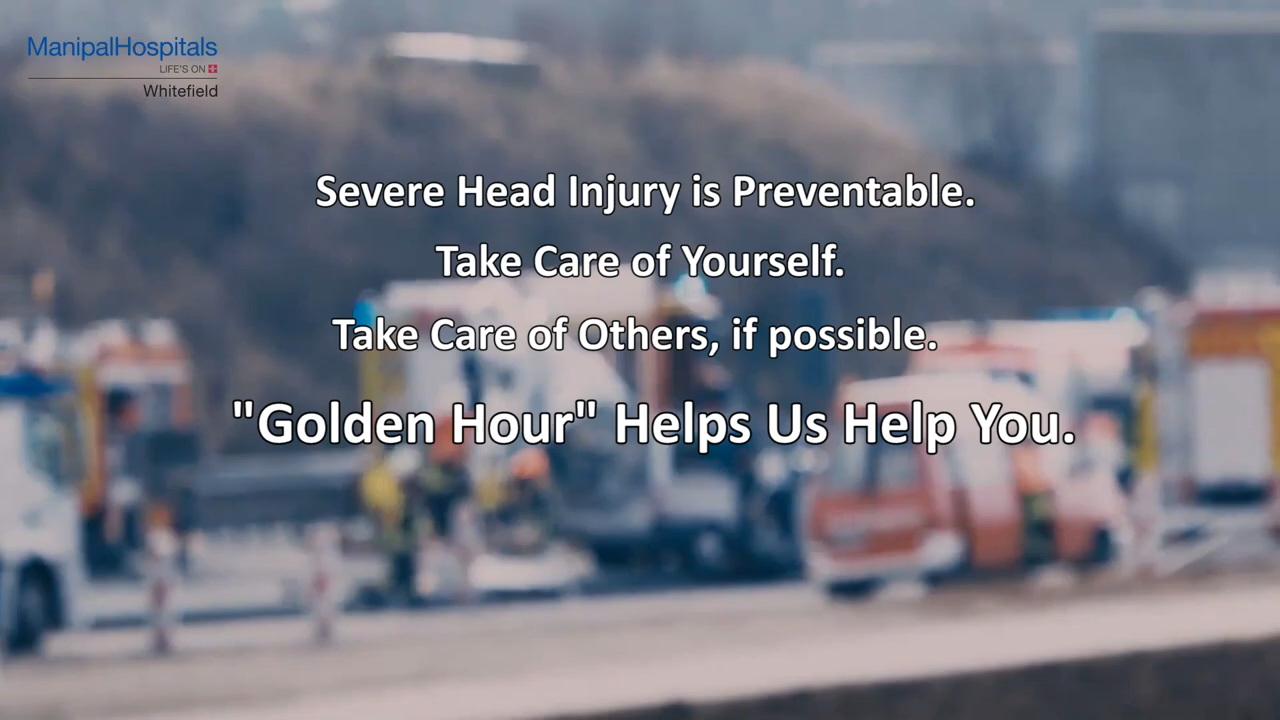 ManipalHospitals
LIFE'S ON
Whitefield
Severe Head Injury is Preventable.
Take Care of Yourself.
Take Care of Others, if possible.
"Golden Hour" Helps Us Help You.